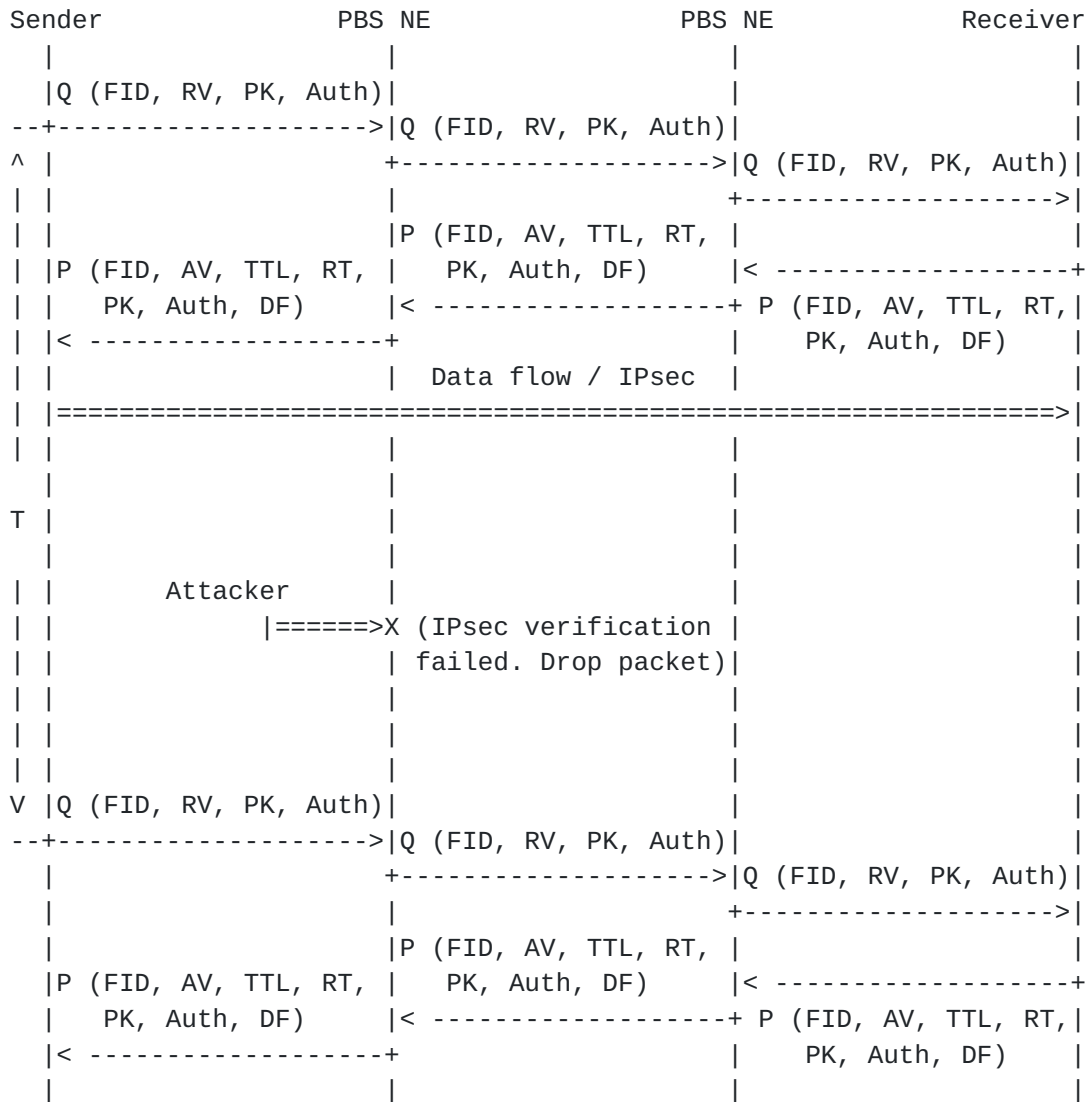 Sender PBS NE PBS NE Receiver
Q (FID, RV, PK, Auth)
Q (FID, RV, PK, Auth)
Q (FID, RV, PK, Auth)
P (FID, AV, TTL, RT,
P (FID, AV, TTL, RT, PK, Auth, DF)
PK, Auth, DF) P (FID, AV, TTL, RT,
PK, Auth, DF)
Data flow / IPsec
T
Attacker
X (IPsec verification
failed. Drop packet)
V Q (FID, RV, PK, Auth)
Q (FID, RV, PK, Auth)
Q (FID, RV, PK, Auth)
P (FID, AV, TTL, RT,
P (FID, AV, TTL, RT, PK, Auth, DF)
PK, Auth, DF) P (FID, AV, TTL, RT,
PK, Auth, DF)